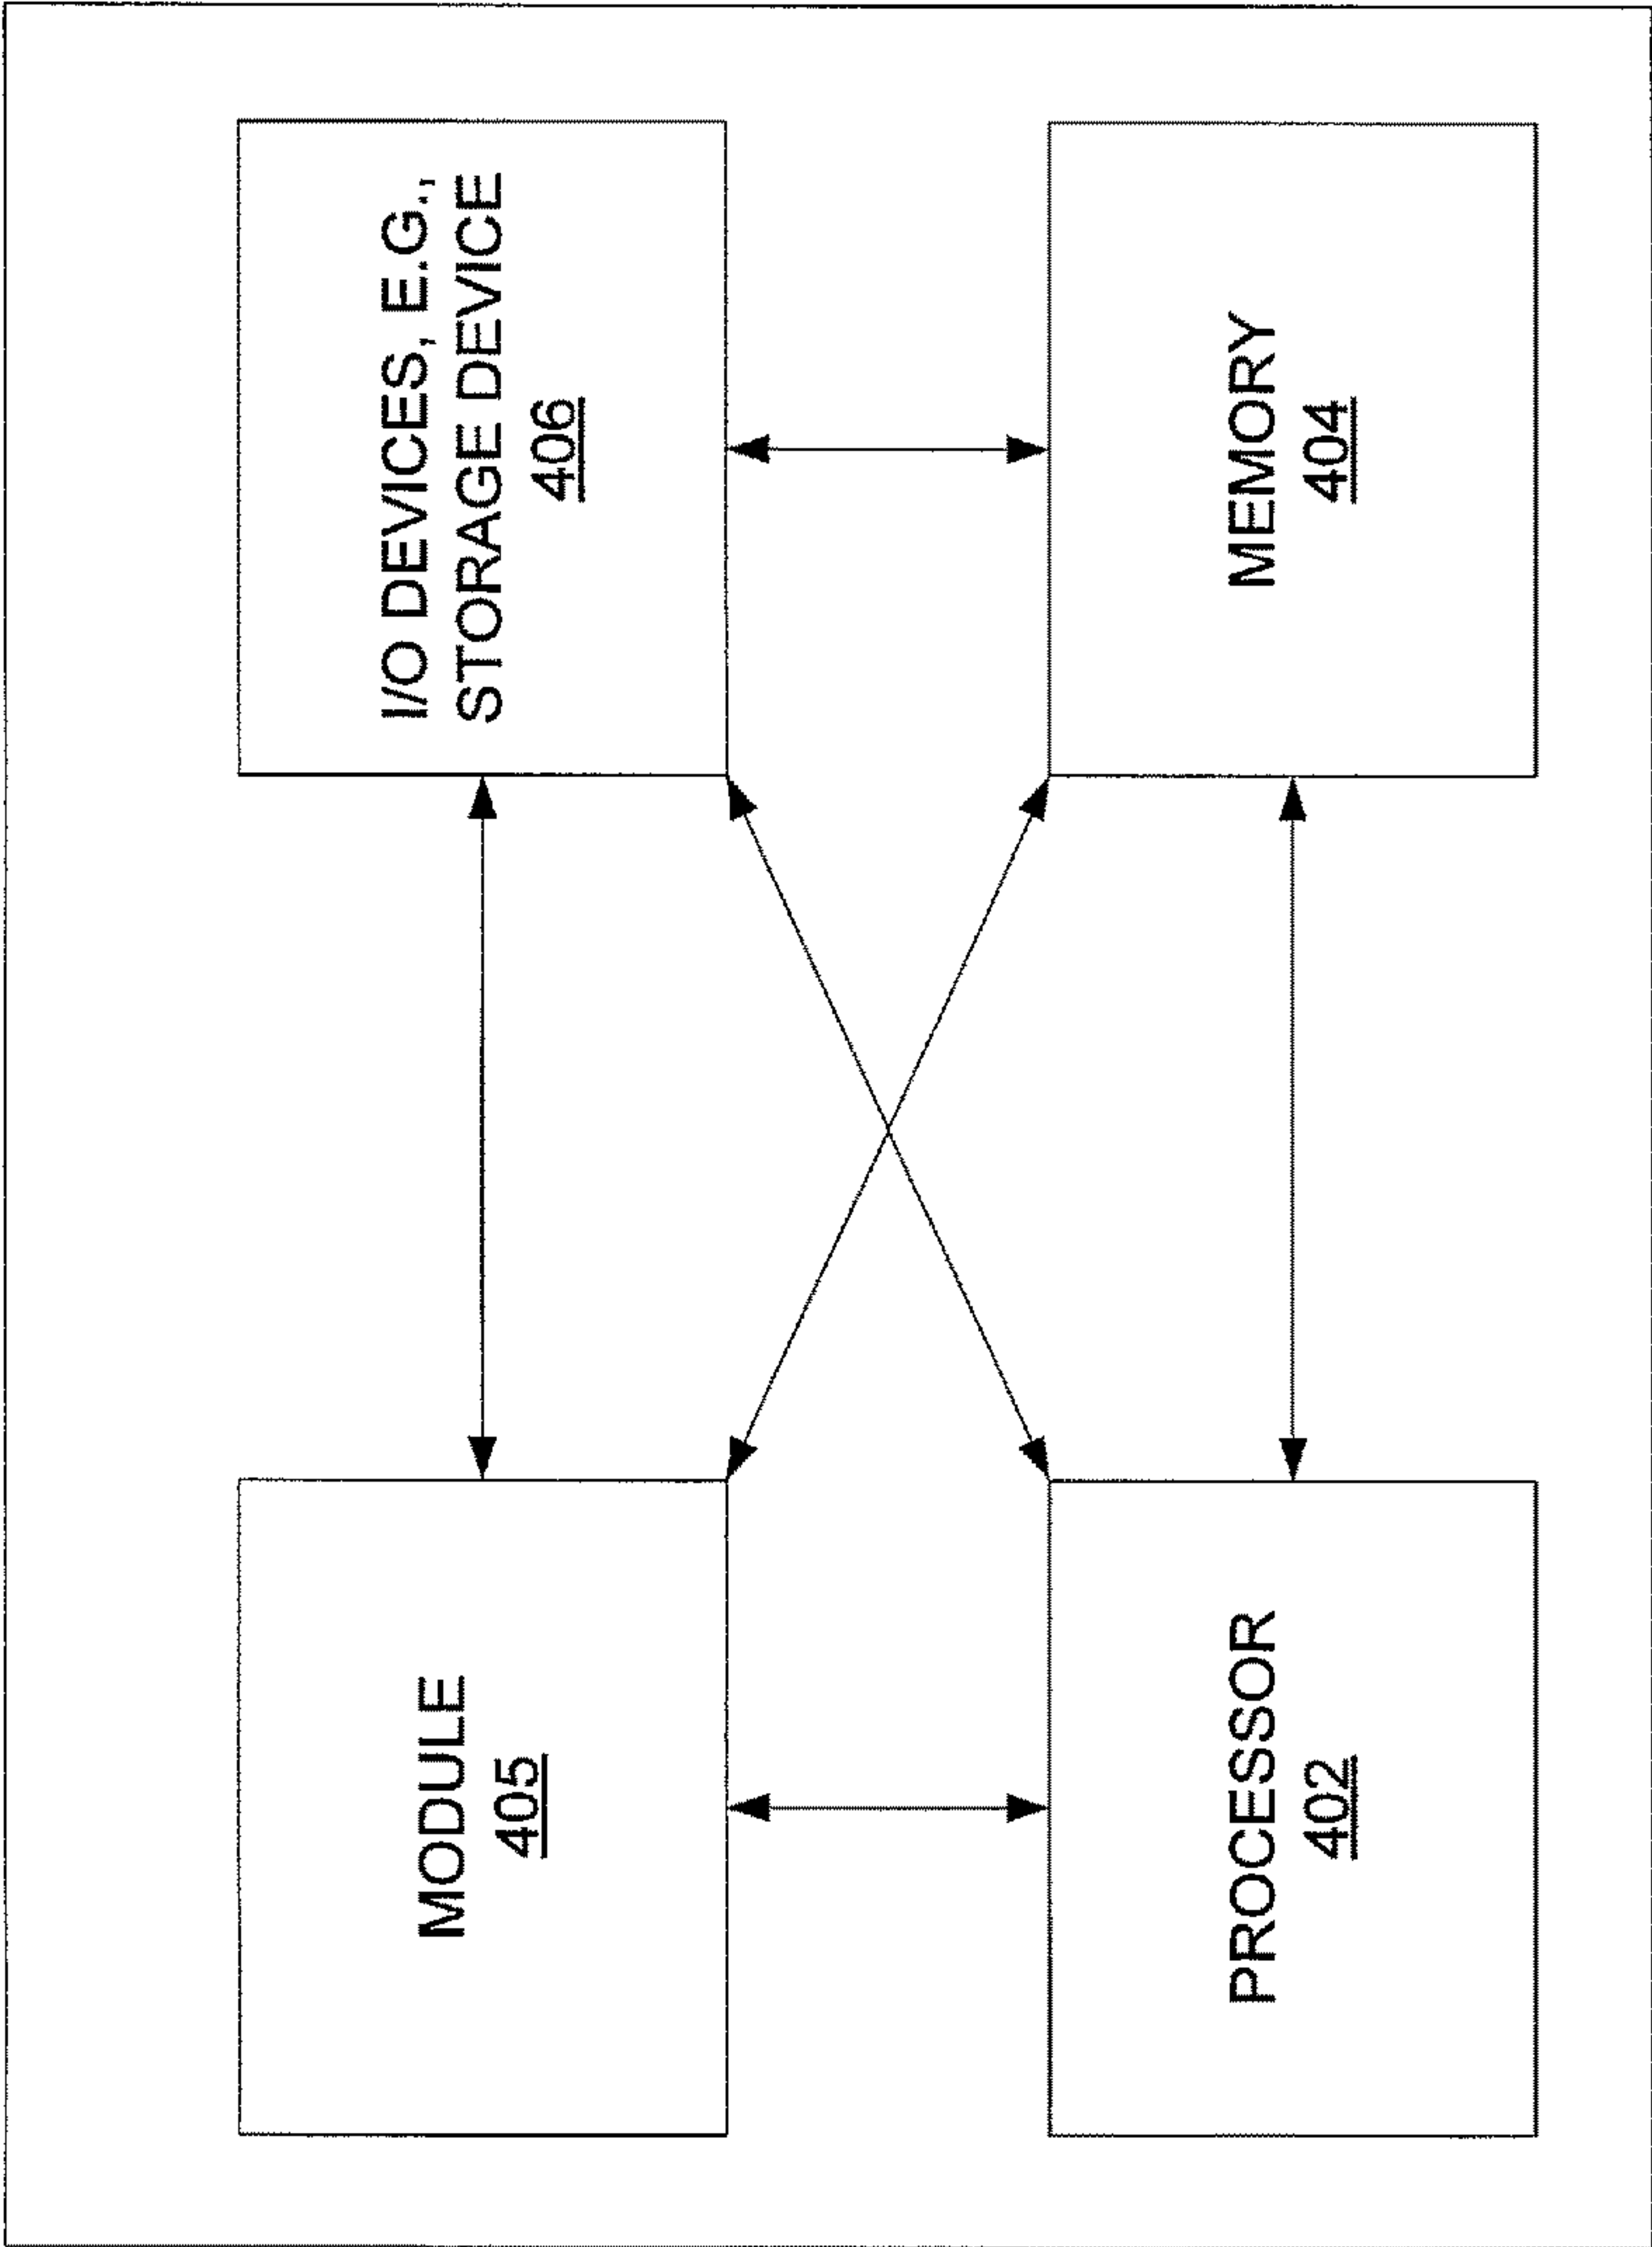 MODULE
405
I/O DEVICES, E.G.,
STORAGE DEVICE
406
PROCESSOR
402
MEMORY
404